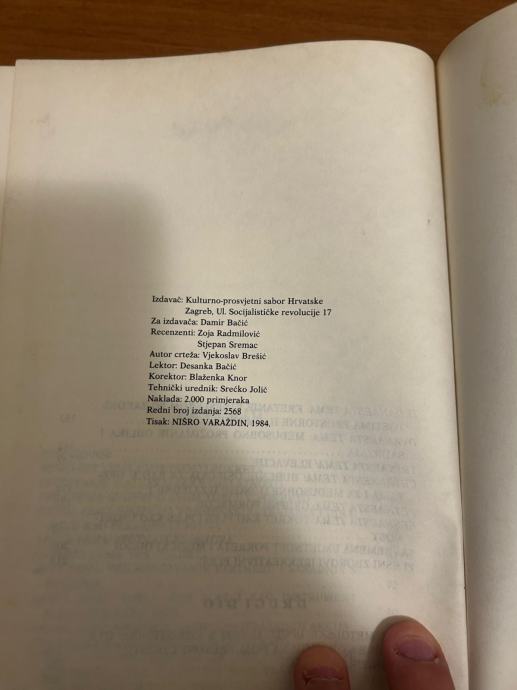 Izdavač: Kulturno-prosvjetni sabor Hrvatske
Zagreb, Ul. Socijalističke revolucije 17
Za izdavača: Damir Bačić
Recenzenti: Zoja Radmilović
Stjepan Sremac
Autor crteža: Vjekoslav Brešić
Lektor: Desanka Bačić
Korektor: Blaženka Knor
Tehnički urednik: Srećko Jolić
Naklada: 2.000 primjeraka
Redni broj izdanja: 2568
Tisak: NIŠRO VARAŽDIN, 1984.